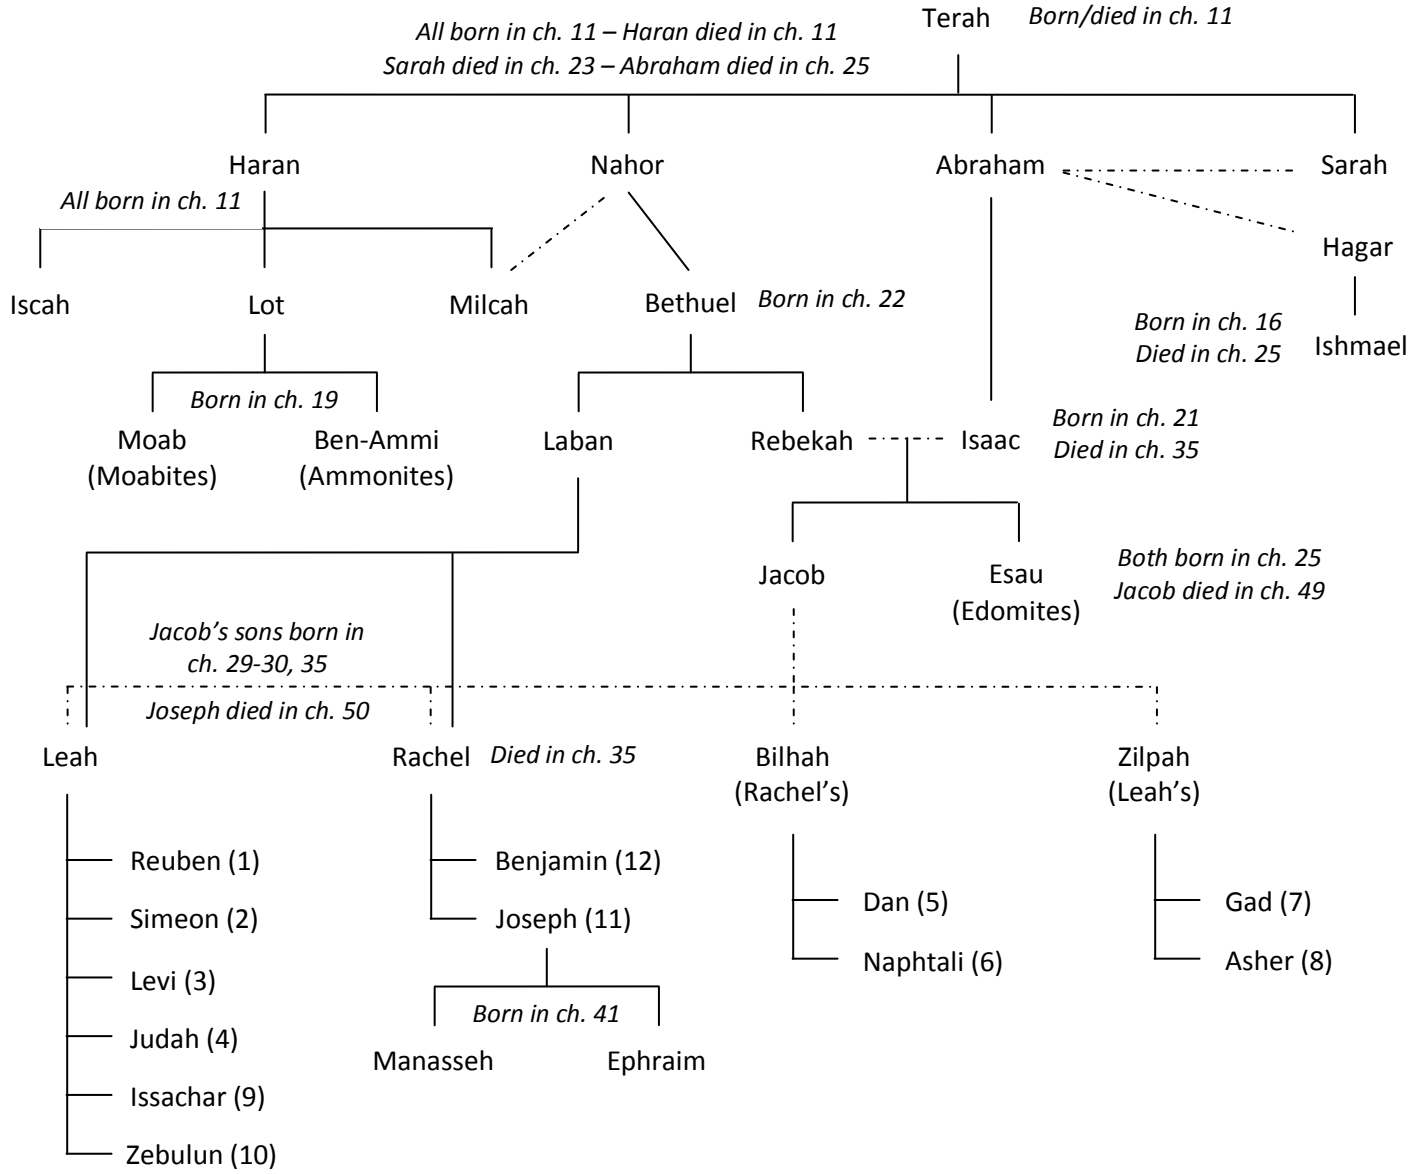 Terah
Born/died in ch. 11
All born in ch. 11 – Haran died in ch. 11
Sarah died in ch. 23 – Abraham died in ch. 25
Haran
Nahor
Abraham
Sarah
All born in ch. 11
Hagar
Iscah
Lot
Milcah
Bethuel
Born in ch. 22
Born in ch. 16
Died in ch. 25
Ishmael
Born in ch. 19
Moab
(Moabites)
Ben-Ammi
(Ammonites)
Laban
Rebekah
Isaac
Born in ch. 21
Died in ch. 35
Jacob
Esau
(Edomites)
Both born in ch. 25
Jacob died in ch. 49
Jacob’s sons born in
ch. 29-30, 35
Joseph died in ch. 50
Leah
Rachel
Died in ch. 35
Bilhah
(Rachel’s)
Zilpah
(Leah’s)
Reuben (1)
Simeon (2)
Levi (3)
Judah (4)
Issachar (9)
Zebulun (10)
Benjamin (12)
Joseph (11)
Born in ch. 41
Manasseh
Ephraim
Dan (5)
Naphtali (6)
Gad (7)
Asher (8)